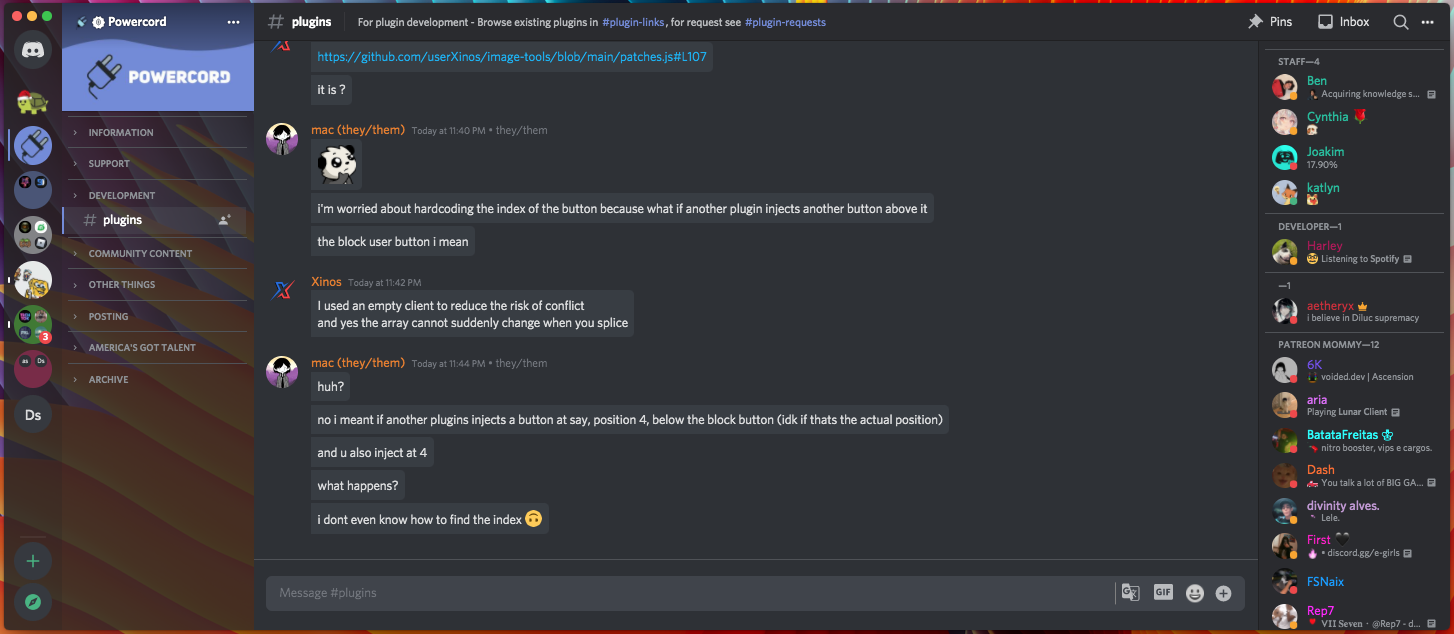 Powercord
# plugins
For plugin development - Browse existing plugins in #plugin-links, for request see #plugin-requests
Pins
Inbox
POWERCORD
INFORMATION
SUPPORT
DEVELOPMENT
# plugins
COMMUNITY CONTENT
OTHER THINGS
POSTING
AMERICA'S GOT TALENT
ARCHIVE
3
as Ds
Ds
https://github.com/userXinos/image-tools/blob/main/patches.js#L107
it is ?
mac (they/them) Today at 11:40 PM • they/them
i'm worried about hardcoding the index of the button because what if another plugin injects another button above it
the block user button i mean
Xinos Today at 11:42 PM
I used an empty client to reduce the risk of conflict
and yes the array cannot suddenly change when you splice
mac (they/them) Today at 11:44 PM • they/them
huh?
no i meant if another plugins injects a button at say, position 4, below the block button (idk if thats the actual position)
and u also inject at 4
what happens?
i dont even know how to find the index 🙃
Message #plugins
GIF
STAFF—4
Ben
Acquiring knowledge s...
Cynthia 🌹
Joakim
17.90%
katlyn
DEVELOPER—1
Harley
🤓 Listening to Spotify
—1
aetheryx
i believe in Diluc supremacy
PATREON MOMMY—12
6K
voided.dev | Ascension
aria
Playing Lunar Client
BatataFreitas
nitro booster, vips e cargos.
Dash
You talk a lot of BIG GA...
divinity alves.
Lele.
First 🖤
• discord.gg/e-girls
FSNaix
Rep7
VII Seven · @Rep7 - d...